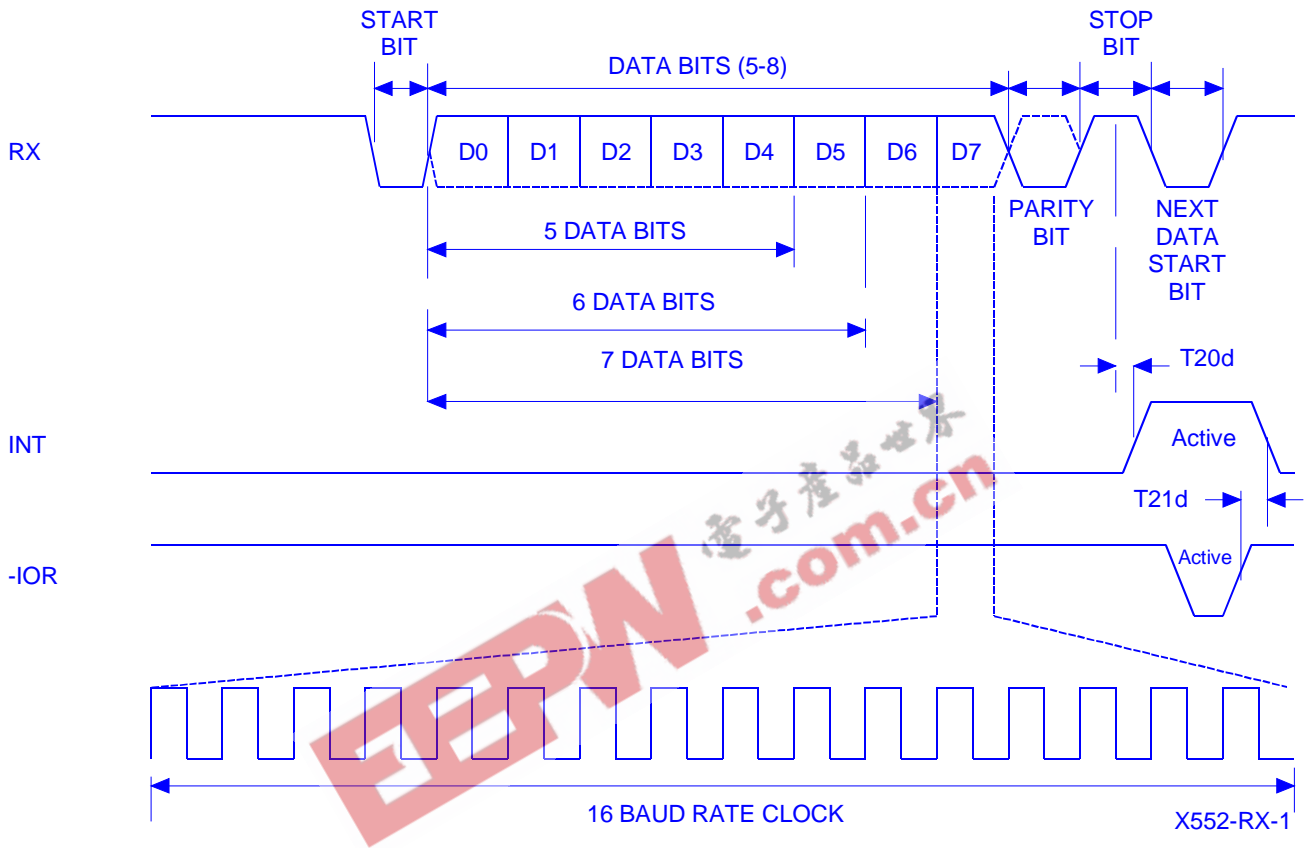 START
BIT
STOP
BIT
DATA BITS (5-8)
RX
D0 D1 D2 D3 D4 D5 D6 D7
PARITY
BIT
NEXT
DATA
START
BIT
5 DATA BITS
6 DATA BITS
7 DATA BITS
T20d
INT
Active
T21d
-IOR
Active
電子產品世界
EEPW
.com.cn
16 BAUD RATE CLOCK
X552-RX-1